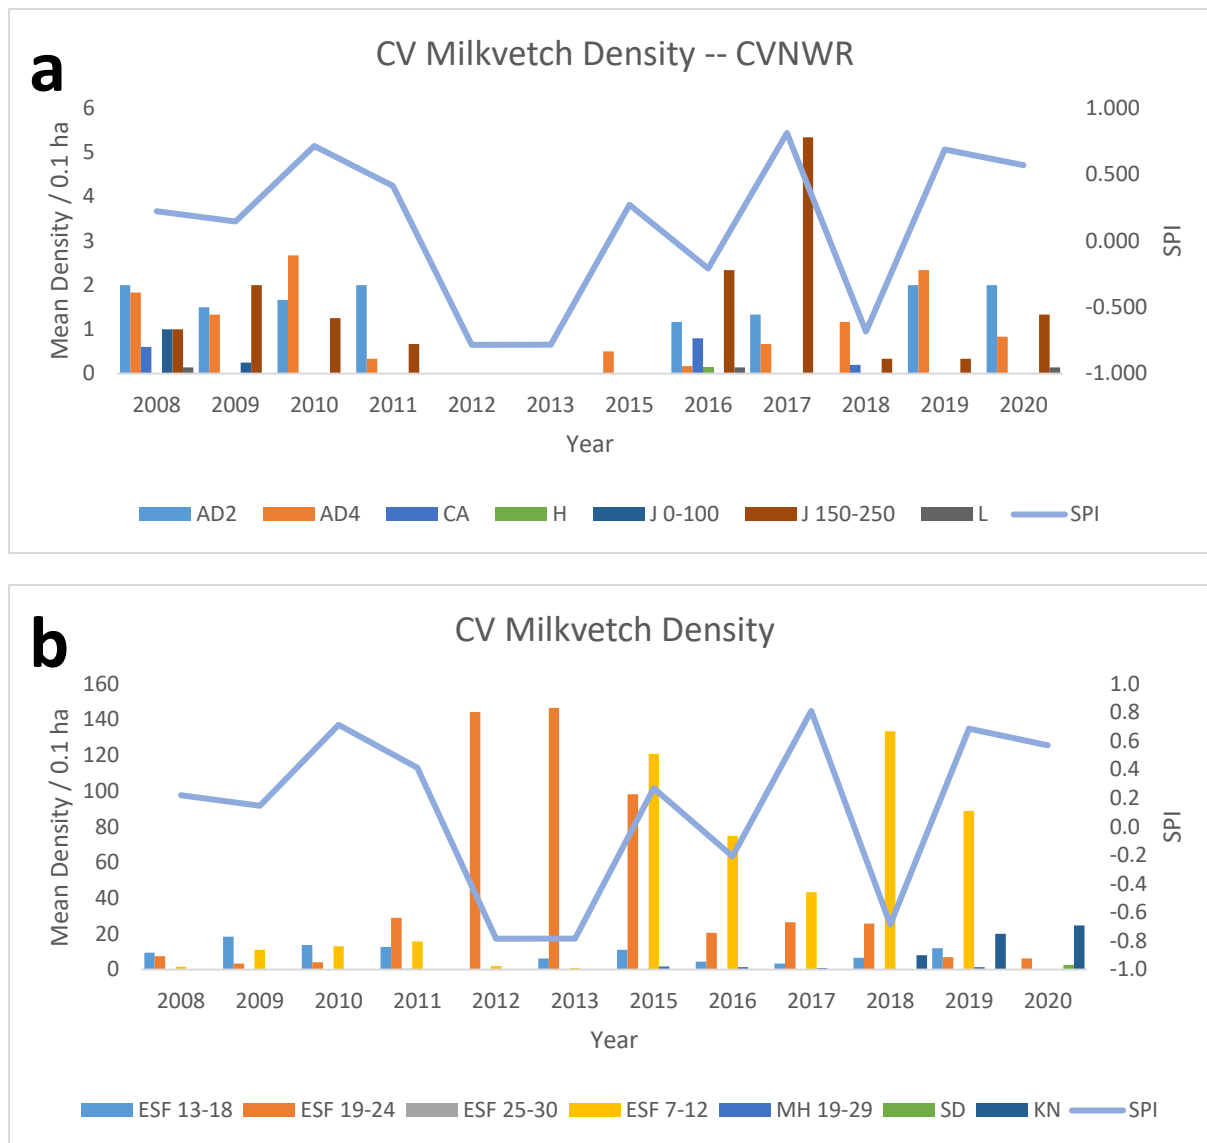 a
CV Milkvetch Density -- CVNWR
Mean Density / 0.1 ha
6
5
4
3
2
1
0
1.000
0.500
0.000
-0.500
-1.000
SPI
2008 2009 2010 2011 2012 2013 2015 2016 2017 2018 2019 2020
Year
AD2 AD4 CA H J 0-100 J 150-250 L SPI
b
CV Milkvetch Density
Mean Density / 0.1 ha
160
140
120
100
80
60
40
20
0
1.0
0.8
0.6
0.4
0.2
0.0
-0.2
-0.4
-0.6
-0.8
-1.0
SPI
2008 2009 2010 2011 2012 2013 2015 2016 2017 2018 2019 2020
Year
ESF 13-18 ESF 19-24 ESF 25-30 ESF 7-12 MH 19-29 SD KN SPI